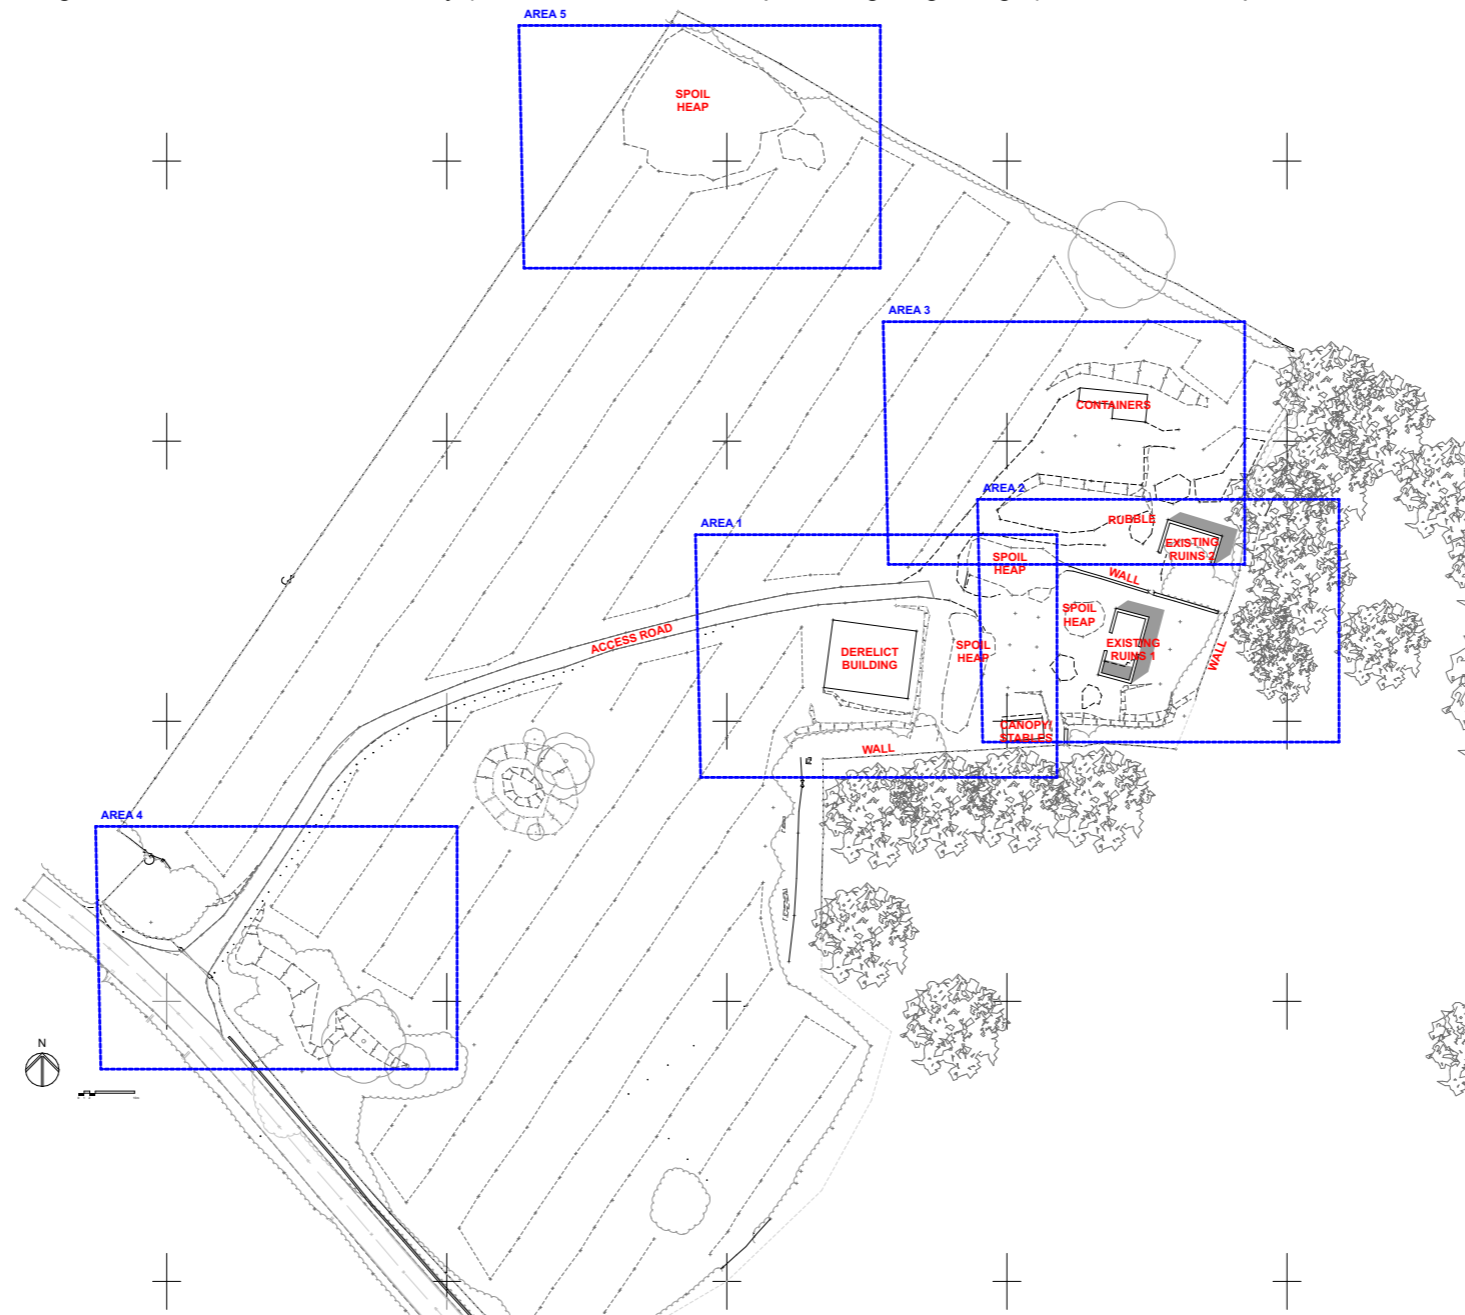 AREA 5
SPOIL
HEAP
AREA 3
CONTAINERS
AREA 2
RUBBLE
AREA 1
EXISTING
RUINS 2
SPOIL
HEAP
WALL
SPOIL
HEAP
ACCESS ROAD
EXISTING
RUINS 1
SPOIL
HEAP
DERELICT
BUILDING
WALL
CANOPY/
STABLES
WALL
AREA 4
N